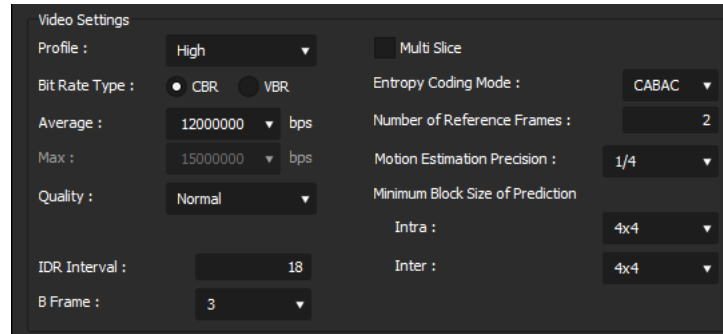 Video Settings
Profile : High
Bit Rate Type : CBR VBR
Average : 12000000 bps
Max : 15000000 bps
Quality : Normal
IDR Interval : 18
B Frame : 3
Multi Slice
Entropy Coding Mode : CABAC
Number of Reference Frames : 2
Motion Estimation Precision : 1/4
Minimum Block Size of Prediction
Intra : 4x4
Inter : 4x4